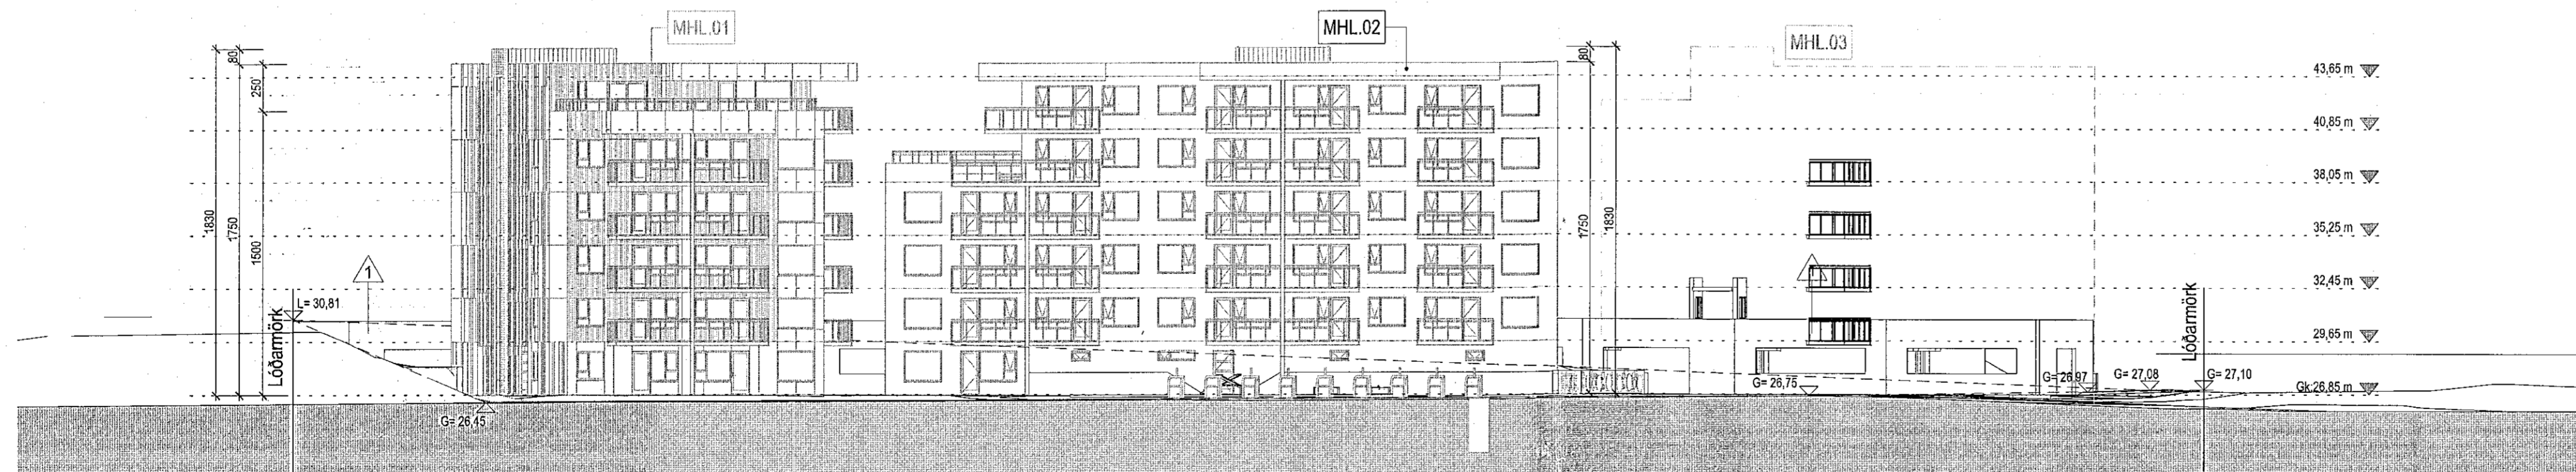 MHL.01
MHL.02
MHL.03
80
250
1830
1750
1500
1
L= 30,81
Lóðarmörk
G= 26,45
80
1750
1830
43,65 m
40,85 m
38,05 m
35,25 m
32,45 m
29,65 m
Gk:26,85 m
G= 26,75
G= 26,97
G= 27,08
G= 27,10
Lóðarmörk